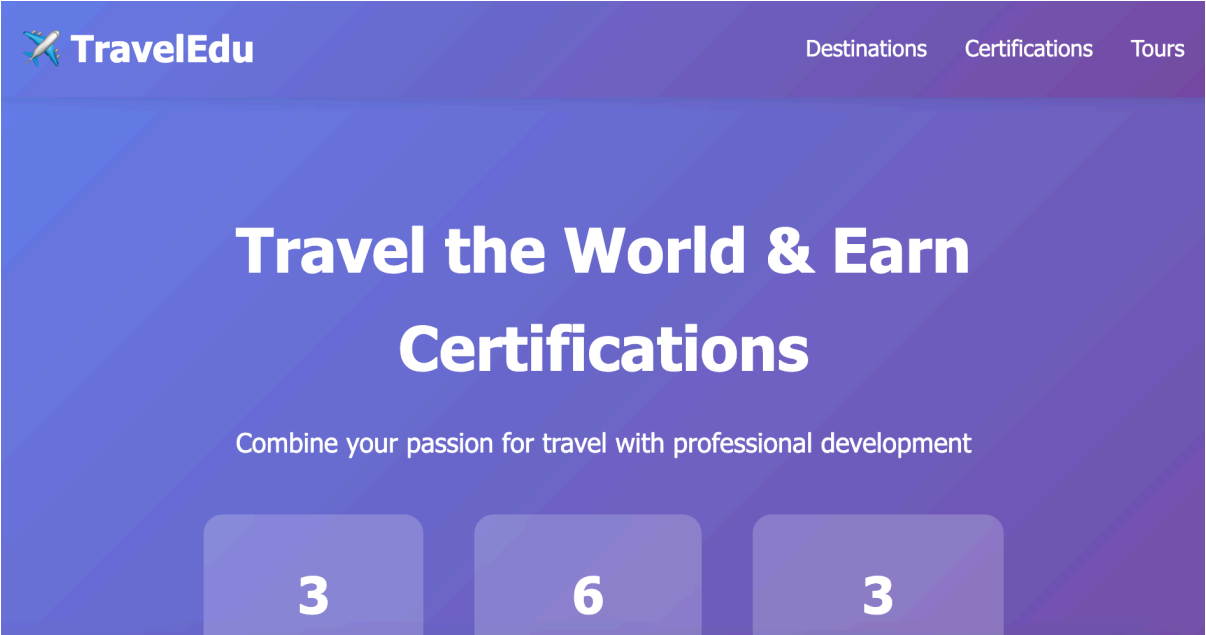 TravelEdu
Destinations Certifications Tours
Travel the World & Earn
Certifications
Combine your passion for travel with professional development
3 6 3